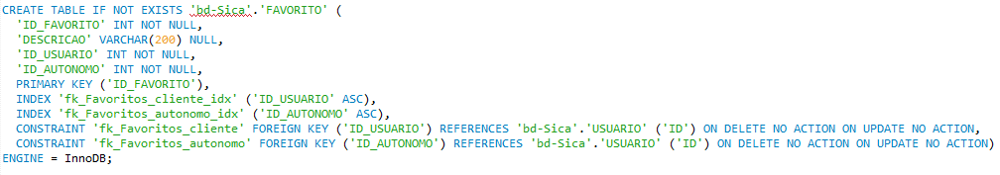 CREATE TABLE IF NOT EXISTS 'bd-Sica'.'FAVORITO' (
'ID_FAVORITO' INT NOT NULL,
'DESCRICAO' VARCHAR(200) NULL,
'ID_USUARIO' INT NOT NULL,
'ID_AUTONOMO' INT NOT NULL,
PRIMARY KEY ('ID_FAVORITO'),
INDEX 'fk_Favoritos_cliente_idx' ('ID_USUARIO' ASC),
INDEX 'fk_Favoritos_autonomo_idx' ('ID_AUTONOMO' ASC),
CONSTRAINT 'fk_Favoritos_cliente' FOREIGN KEY ('ID_USUARIO') REFERENCES 'bd-Sica'.'USUARIO' ('ID') ON DELETE NO ACTION ON UPDATE NO ACTION,
CONSTRAINT 'fk_Favoritos_autonomo' FOREIGN KEY ('ID_AUTONOMO') REFERENCES 'bd-Sica'.'USUARIO' ('ID') ON DELETE NO ACTION ON UPDATE NO ACTION)
ENGINE = InnoDB;